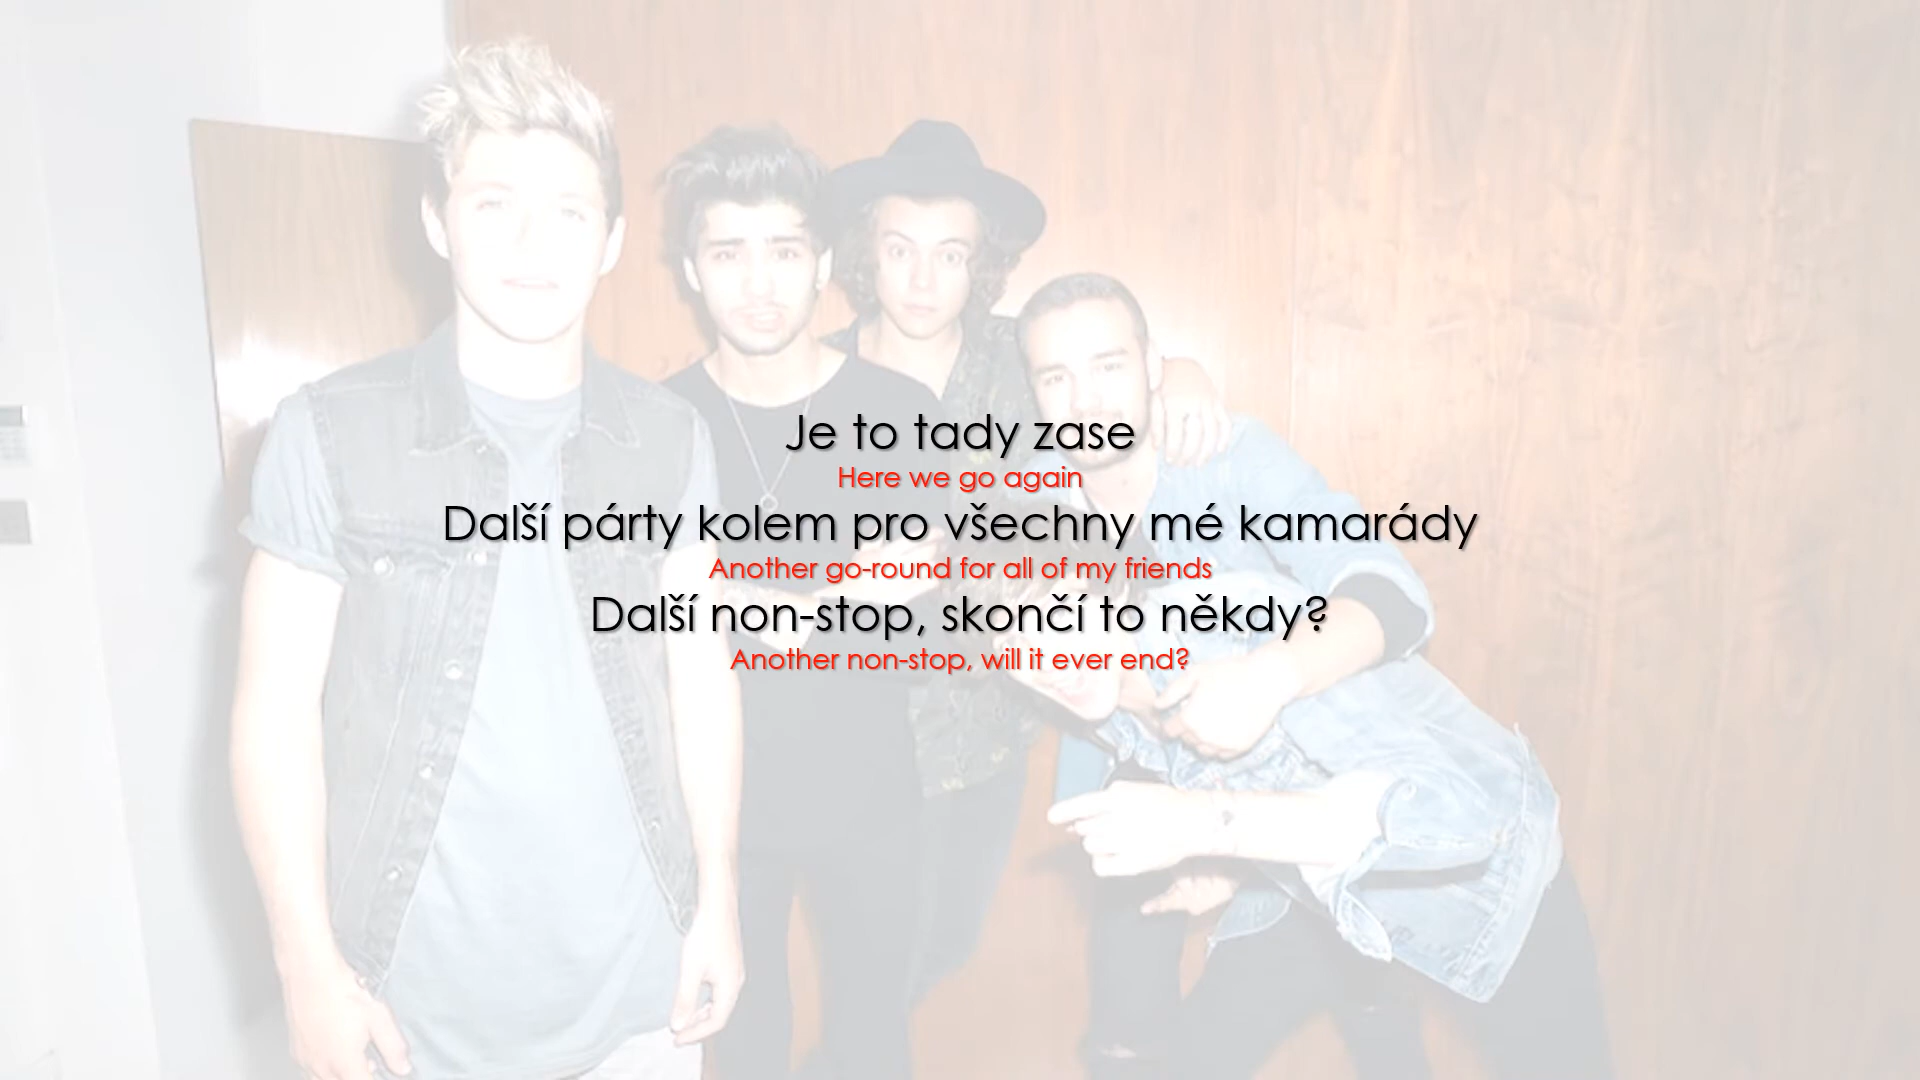 Je to tady zase
Here we go again
Další párty kolem pro všechny mé kamarády
Another go-round for all of my friends
Další non-stop, skončí to někdy?
Another non-stop, will it ever end?